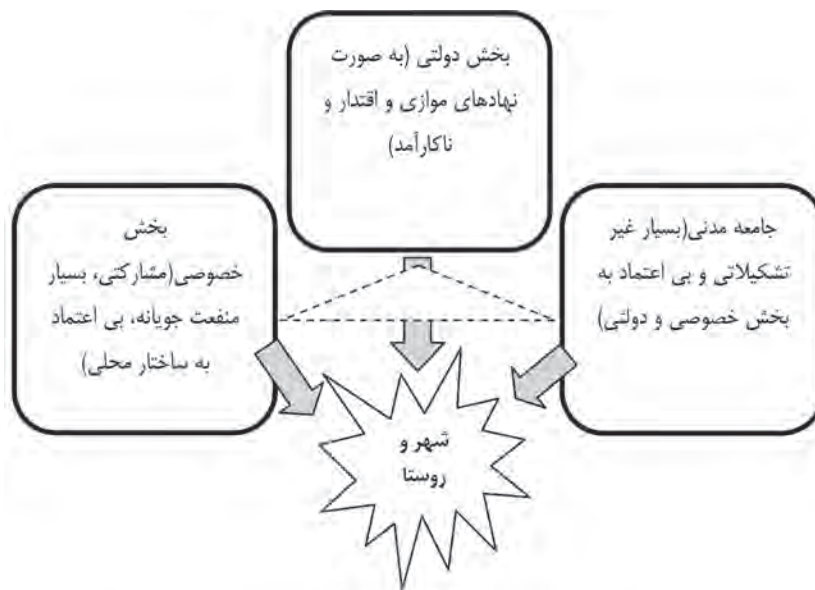 بخش دولتی (به صورت
نهادهای موازی و اقتدار و
ناکارآمد)
جامعه مدنی(بسیار غیر
تشکیلاتی و بی اعتماد به
بخش خصوصی و دولتی)
بخش
خصوصی(مشارکتی، بسیار
منفعت جویانه، بی اعتماد
به ساختار محلی)
شهر و
روستا